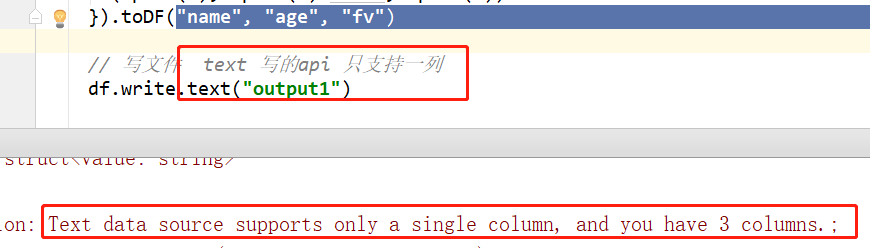 }).toDF("name", "age", "fv")
// 写文件 text 写的api 只支持一列
df.write.text("output1")
struct<value: string>
ion: Text data source supports only a single column, and you have 3 columns.;